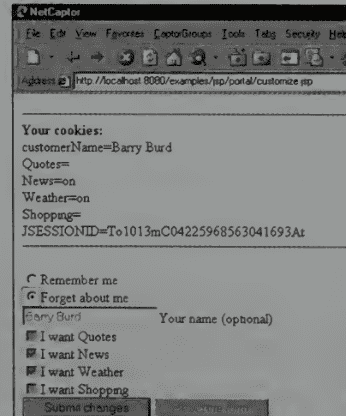 NetCaptor
File Edit View Favorites CaptorGroups Tools Tabs Security Help
Address http://localhost:8080/examples/jsp/portal/customize.jsp
Your cookies:
customerName=Barry Burd
Quotes=
News=on
Weather=on
Shopping=
JSESSIONID=To1013mC04225968563041693At
Remember me
Forget about me
Barry Burd Your name (optional)
I want Quotes
I want News
I want Weather
I want Shopping
Submit changes